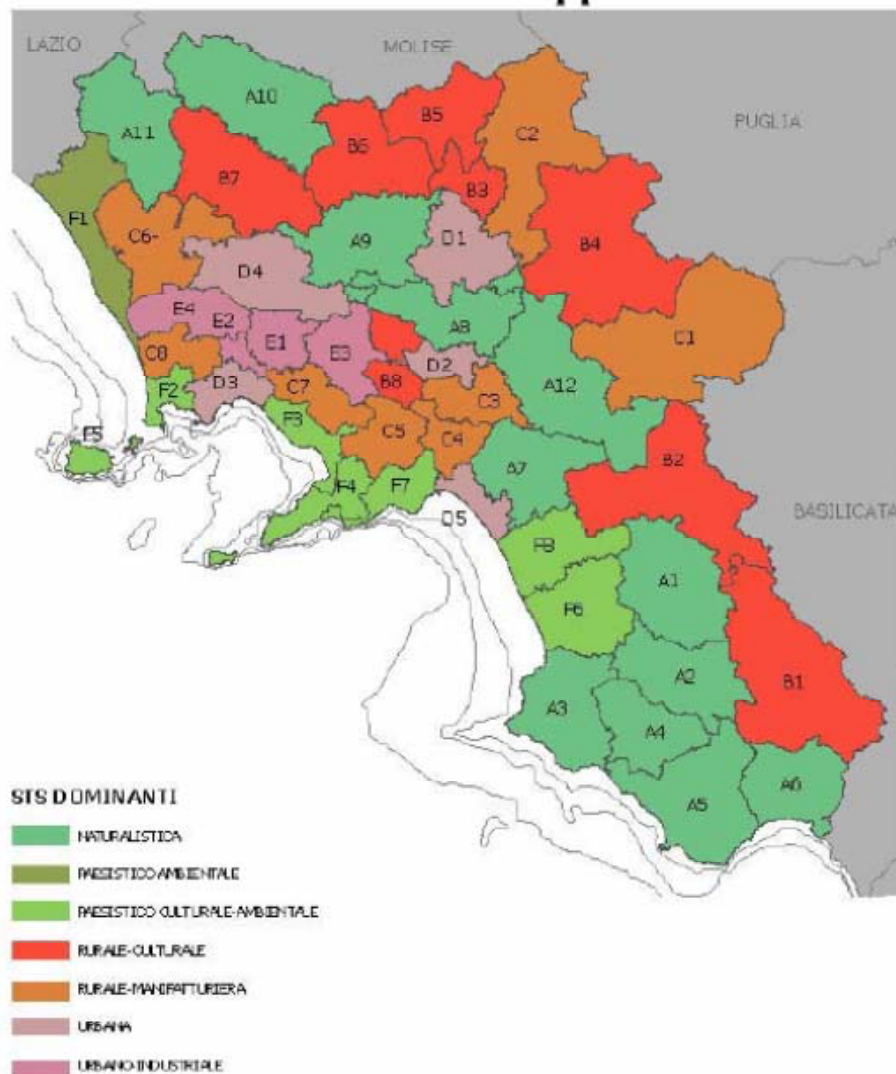 LAZIO
MOLISE
PUGLIA
BASILICATA
A10
A11
B5
C2
B6
B7
B3
F1
C6-
B4
A9
D1
D4
E4
E2
A8
C1
E1
E3
C8
D2
A12
F2
D3
C7
B8
C3
F3
F5
C5
C4
B2
A7
F4
F7
D5
F8
A1
F6
A2
B1
A3
A4
A5
A6
STS DOMINANTI
NATURALISTICA
PAESISTICO AMBIENTALE
PAESISTICO CULTURALE-AMBIENTALE
RURALE-CULTURALE
RURALE-MANIFATTURIERA
URBANA
URBANO-INDUSTRIALE